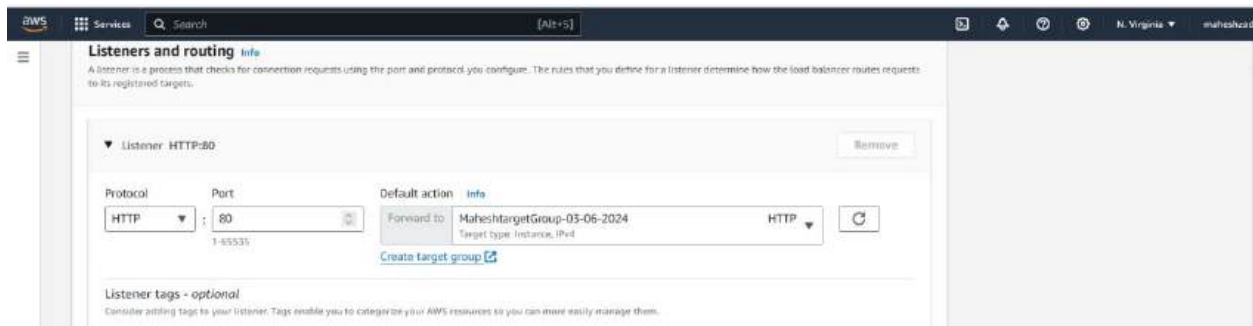 aws Services Search [Alt+S] N. Virginia maheshzad
Listeners and routing Info
A listener is a process that checks for connection requests using the port and protocol you configure. The rules that you define for a listener determine how the load balancer routes requests
to its registered targets.
Listener HTTP:80 Remove
Protocol Port Default action Info
HTTP : 80 Forward to MaheshtargetGroup-03-06-2024 HTTP
Target type: Instance, IPv4
1-65535
Create target group
Listener tags - optional
Consider adding tags to your listener. Tags enable you to categorize your AWS resources so you can more easily manage them.